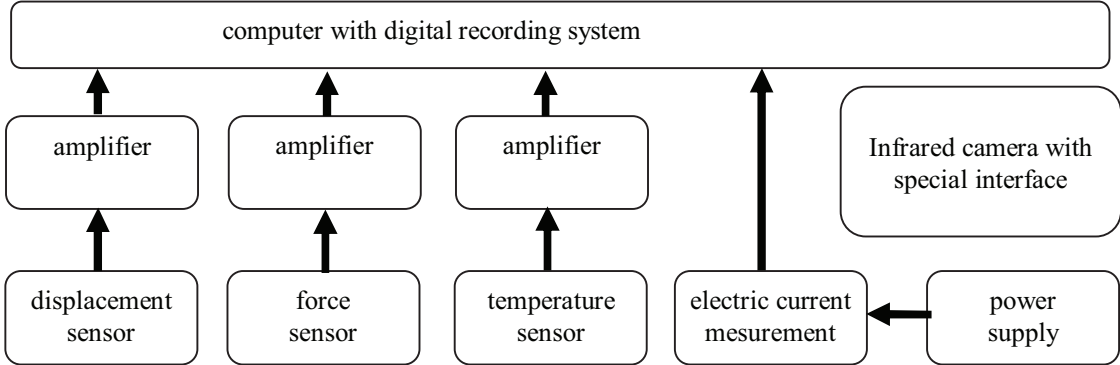 computer with digital recording system
amplifier
amplifier
amplifier
Infrared camera with
special interface
displacement
sensor
force
sensor
temperature
sensor
electric current
mesurement
power
supply